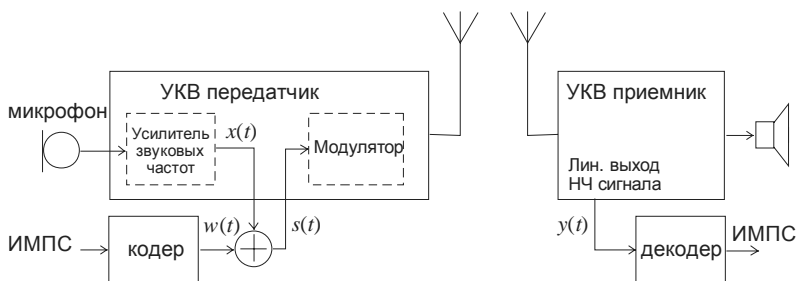 УКВ передатчик
УКВ приемник
микрофон
Усилитель
звуковых
частот
x(t)
Модулятор
Лин. выход
НЧ сигнала
ИМПС
кодер
w(t)
s(t)
y(t)
декодер
ИМПС